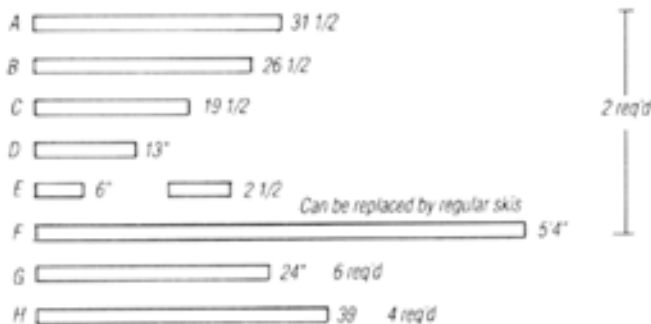 A 31 1/2
B 26 1/2
C 19 1/2
2 req'd
D 13"
E 6" 2 1/2
Can be replaced by regular skis
F 5'4"
G 24" 6 req'd
H 39 4 req'd